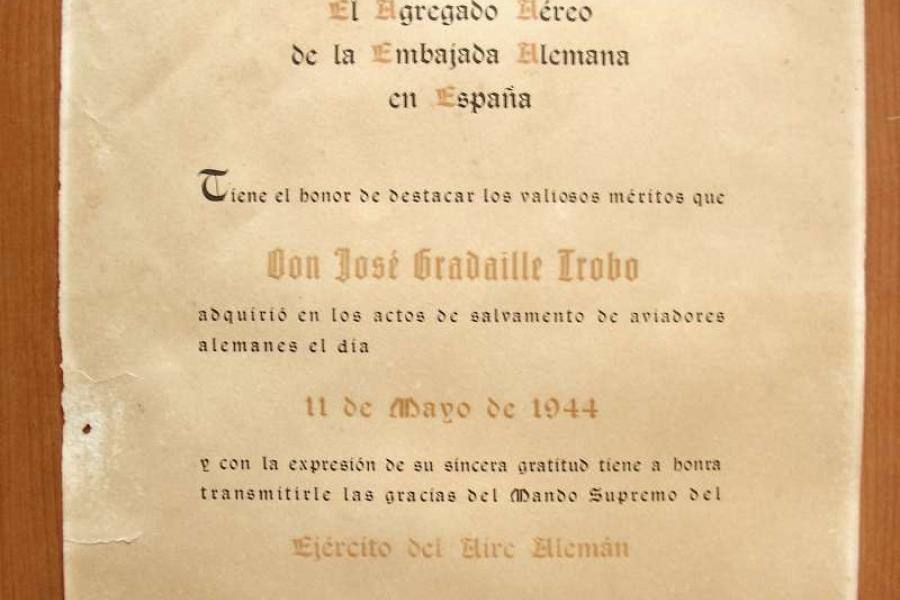 El Agregado Aéreo
de la Embajada Alemana
en España
Tiene el honor de destacar los valiosos méritos que
Don José Gradaille Trobo
adquirió en los actos de salvamento de aviadores
alemanes el día
11 de Mayo de 1944
y con la expresión de su sincera gratitud tiene a honra
transmitirle las gracias del Mando Supremo del
Ejército del Aire Alemán